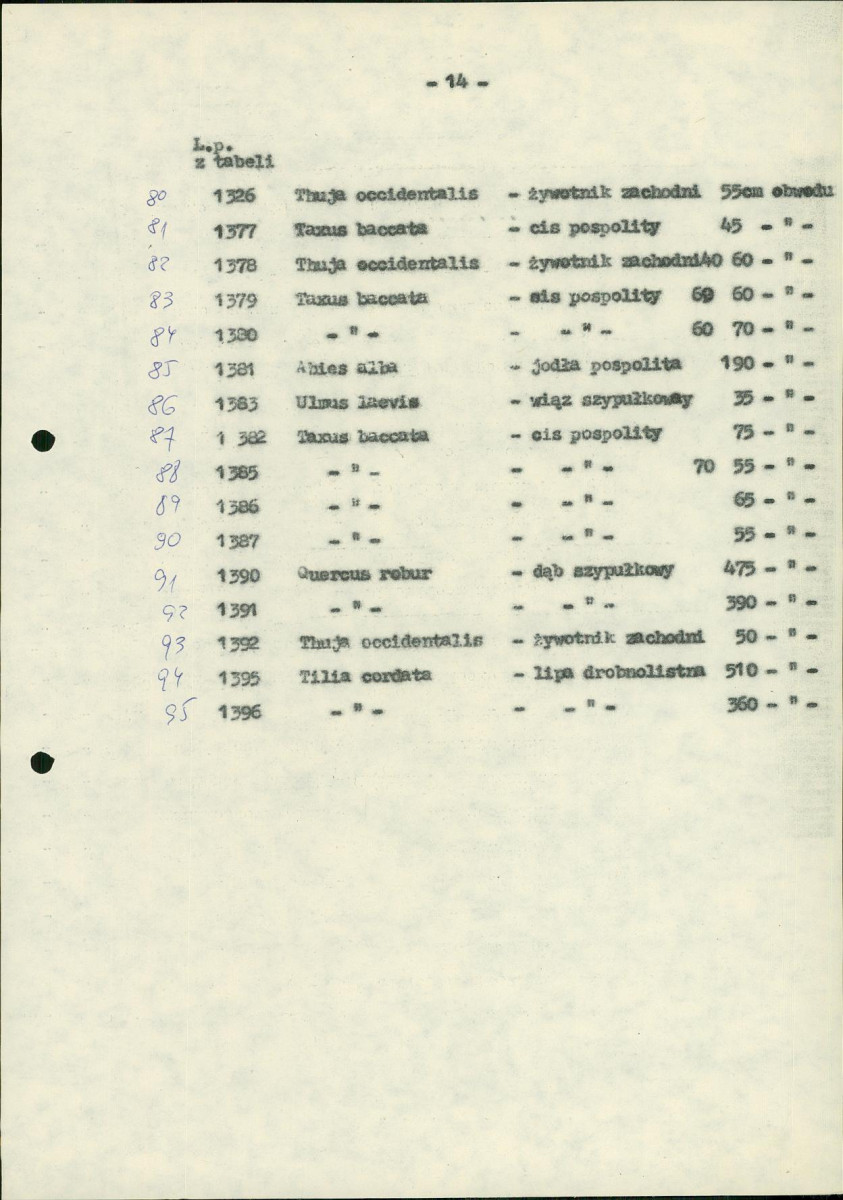 - 14 -
L.p.
z tabeli
80 1326 Thuja occidentalis - żywotnik zachodni 55cm obwodu
81 1377 Taxus baccata - cis pospolity 45 - " -
82 1378 Thuja occidentalis - żywotnik zachodni40 60 - " -
83 1379 Taxus baccata - cis pospolity 60 60 - " -
84 1380 - " - - - " - 60 70 - " -
85 1381 Abies alba - jodła pospolita 190 - " -
86 1383 Ulmus laevis - wiąz szypułkowy 35 - " -
87 1 382 Taxus baccata - cis pospolity 75 - " -
88 1385 - " - - - " - 70 55 - " -
89 1386 - " - - - " - 65 - " -
90 1387 - " - - - " - 55 - " -
91 1390 Quercus robur - dąb szypułkowy 475 - " -
92 1391 - " - - - " - 390 - " -
93 1392 Thuja occidentalis - żywotnik zachodni 50 - " -
94 1395 Tilia cordata - lipa drobnolistna 510 - " -
95 1396 - " - - - " - 360 - " -